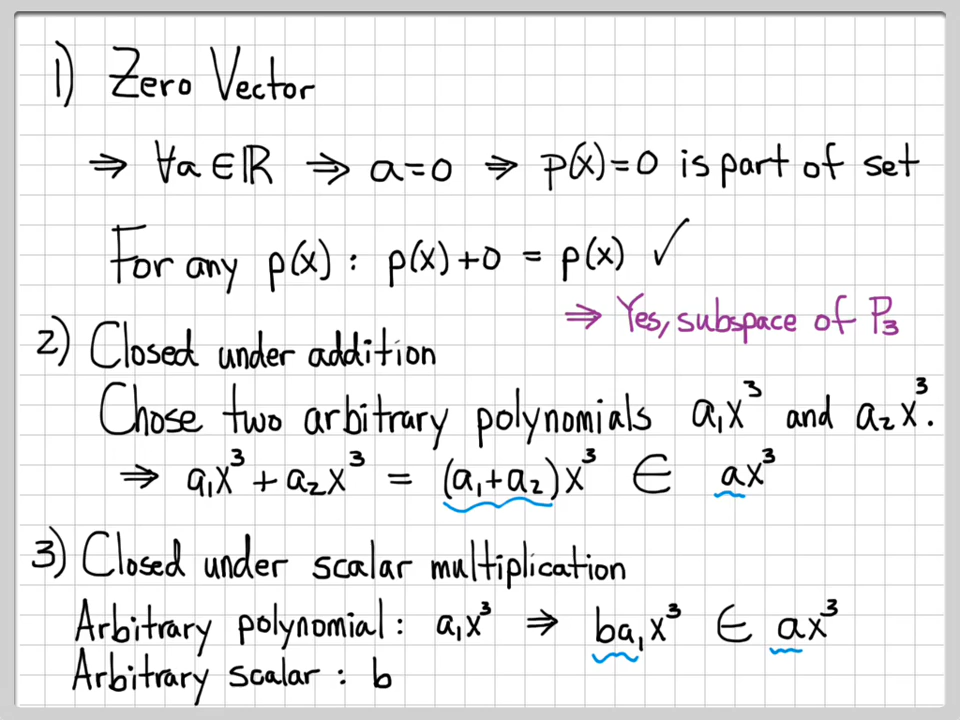 1) Zero Vector
⇒ ∀a ∈ ℝ ⇒ a=0 ⇒ p(x)=0 is part of set
For any p(x) : p(x)+0 = p(x) ✓
⇒ Yes, subspace of P₃
2) Closed under addition
Chose two arbitrary polynomials a₁x³ and a₂x³.
⇒ a₁x³ + a₂x³ = (a₁+a₂)x³ ∈ ax³
3) Closed under scalar multiplication
Arbitrary polynomial : a₁x³ ⇒ ba₁x³ ∈ ax³
Arbitrary scalar : b